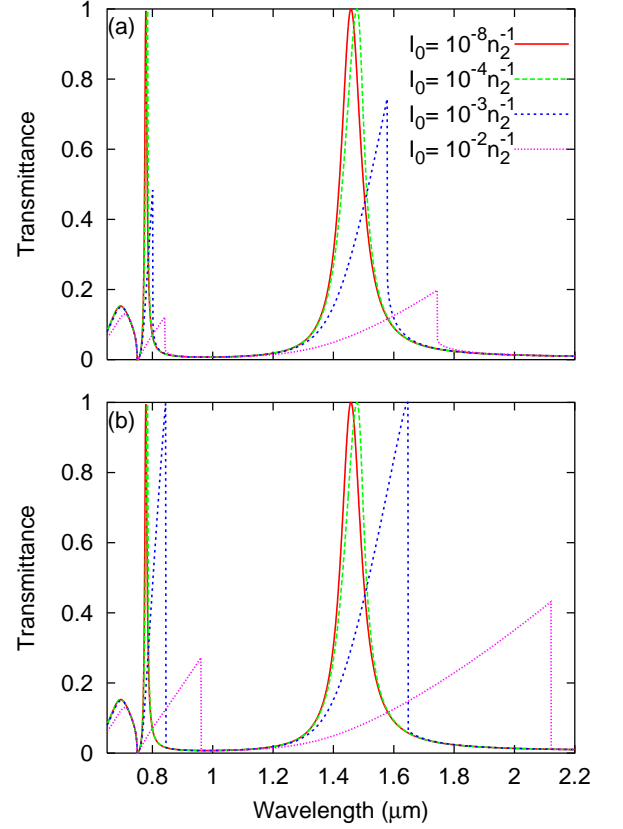 (a)
I₀= 10⁻⁸n₂⁻¹
I₀= 10⁻⁴n₂⁻¹
I₀= 10⁻³n₂⁻¹
I₀= 10⁻²n₂⁻¹
Transmittance
1
0.8
0.6
0.4
0.2
0
(b)
Transmittance
1
0.8
0.6
0.4
0.2
0
0.8 1 1.2 1.4 1.6 1.8 2 2.2
Wavelength (μm)